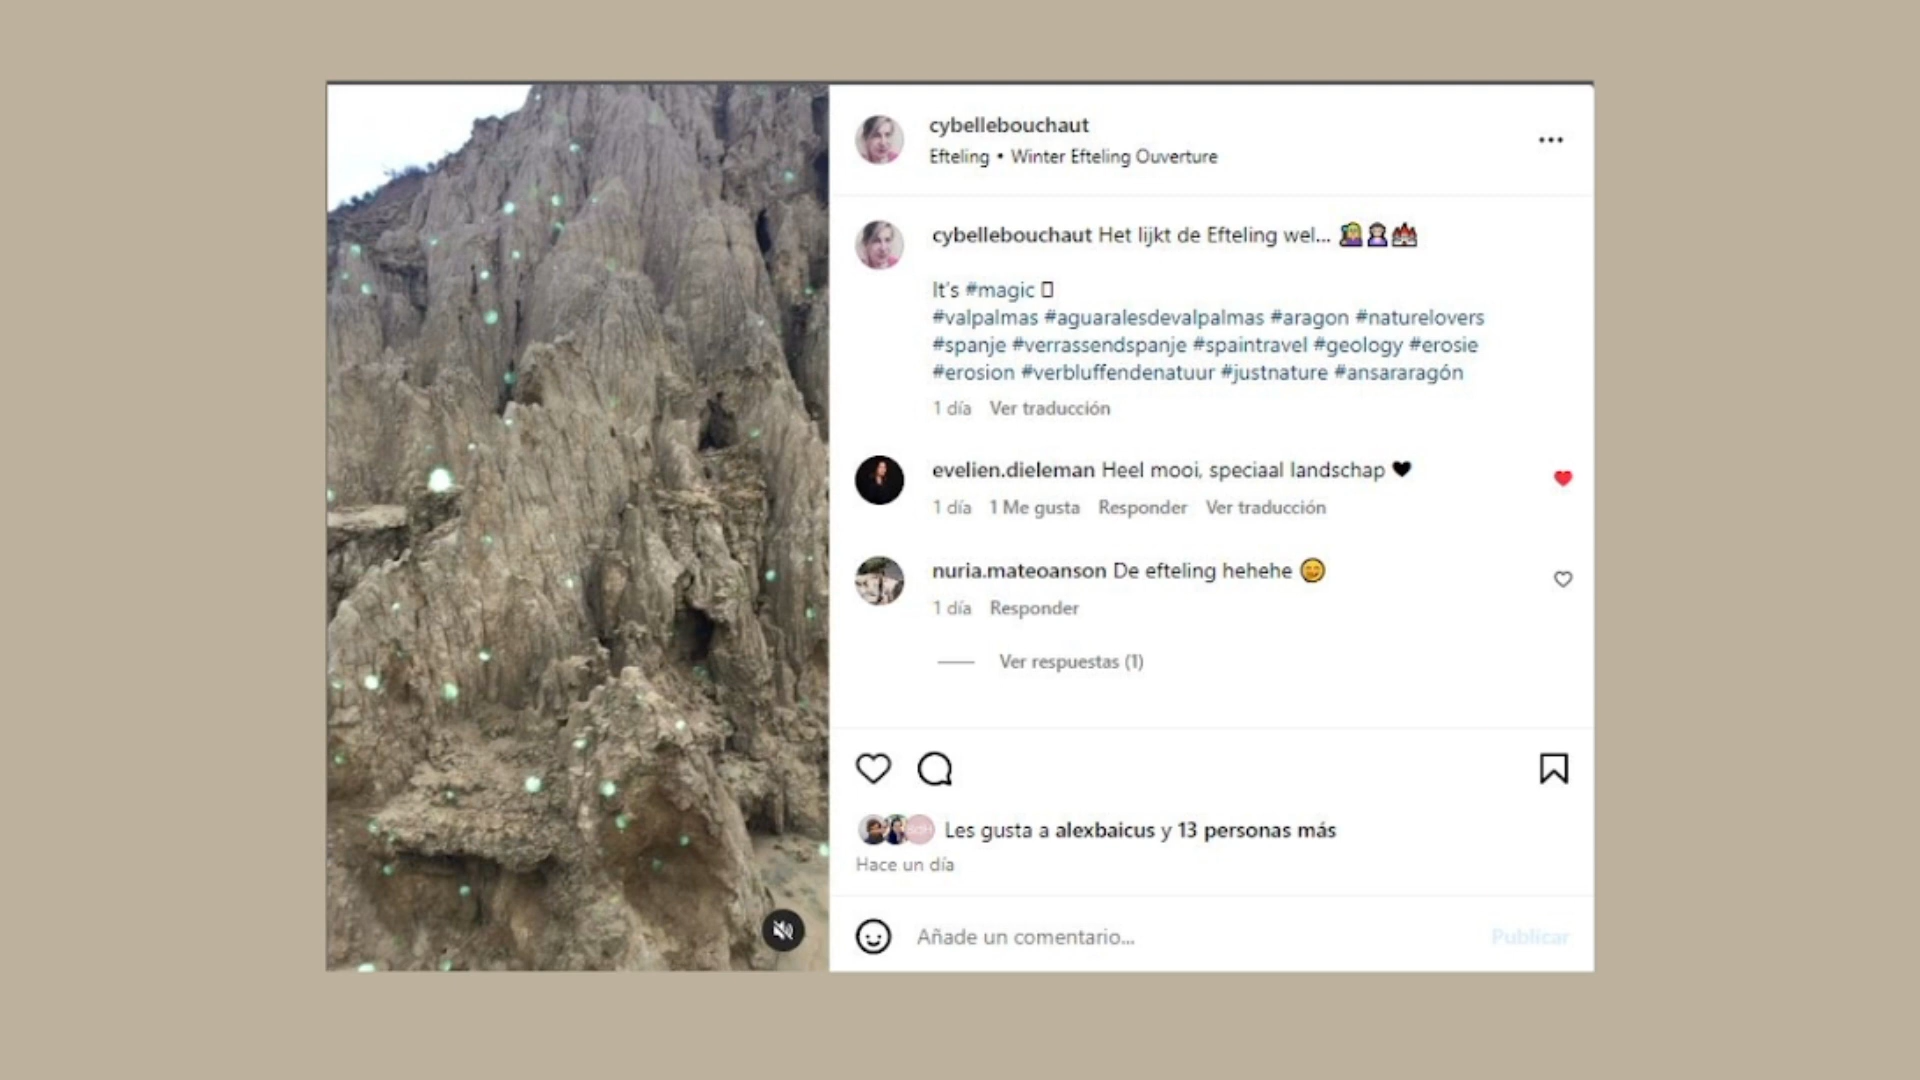 cybellebouchaut
Efteling • Winter Efteling Ouverture
cybellebouchaut Het lijkt de Efteling wel...
It's #magic
#valpalmas #aguaralesdevalpalmas #aragon #naturelovers
#spanje #verrassendspanje #spaintravel #geology #erosie
#erosion #verbluffendenatuur #justnature #ansararagón
1 día Ver traducción
evelien.dieleman Heel mooi, speciaal landschap 🖤
1 día 1 Me gusta Responder Ver traducción
nuria.mateoanson De efteling hehehe 😊
1 día Responder
Ver respuestas (1)
Les gusta a alexbaicus y 13 personas más
Hace un día
Añade un comentario...
Publicar